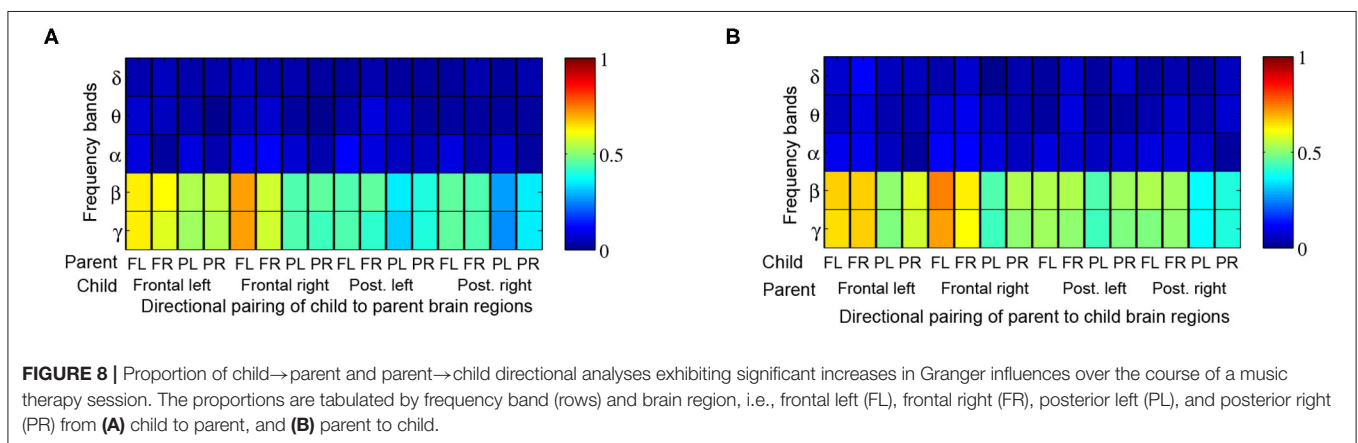 A
Frequency bands
δ
θ
α
β
γ
1
0.5
0
Parent FL FR PL PR FL FR PL PR FL FR PL PR FL FR PL PR
Child Frontal left Frontal right Post. left Post. right
Directional pairing of child to parent brain regions
B
Frequency bands
δ
θ
α
β
γ
1
0.5
0
Child FL FR PL PR FL FR PL PR FL FR PL PR FL FR PL PR
Parent Frontal left Frontal right Post. left Post. right
Directional pairing of parent to child brain regions
FIGURE 8 | Proportion of child→parent and parent→child directional analyses exhibiting significant increases in Granger influences over the course of a music
therapy session. The proportions are tabulated by frequency band (rows) and brain region, i.e., frontal left (FL), frontal right (FR), posterior left (PL), and posterior right
(PR) from (A) child to parent, and (B) parent to child.